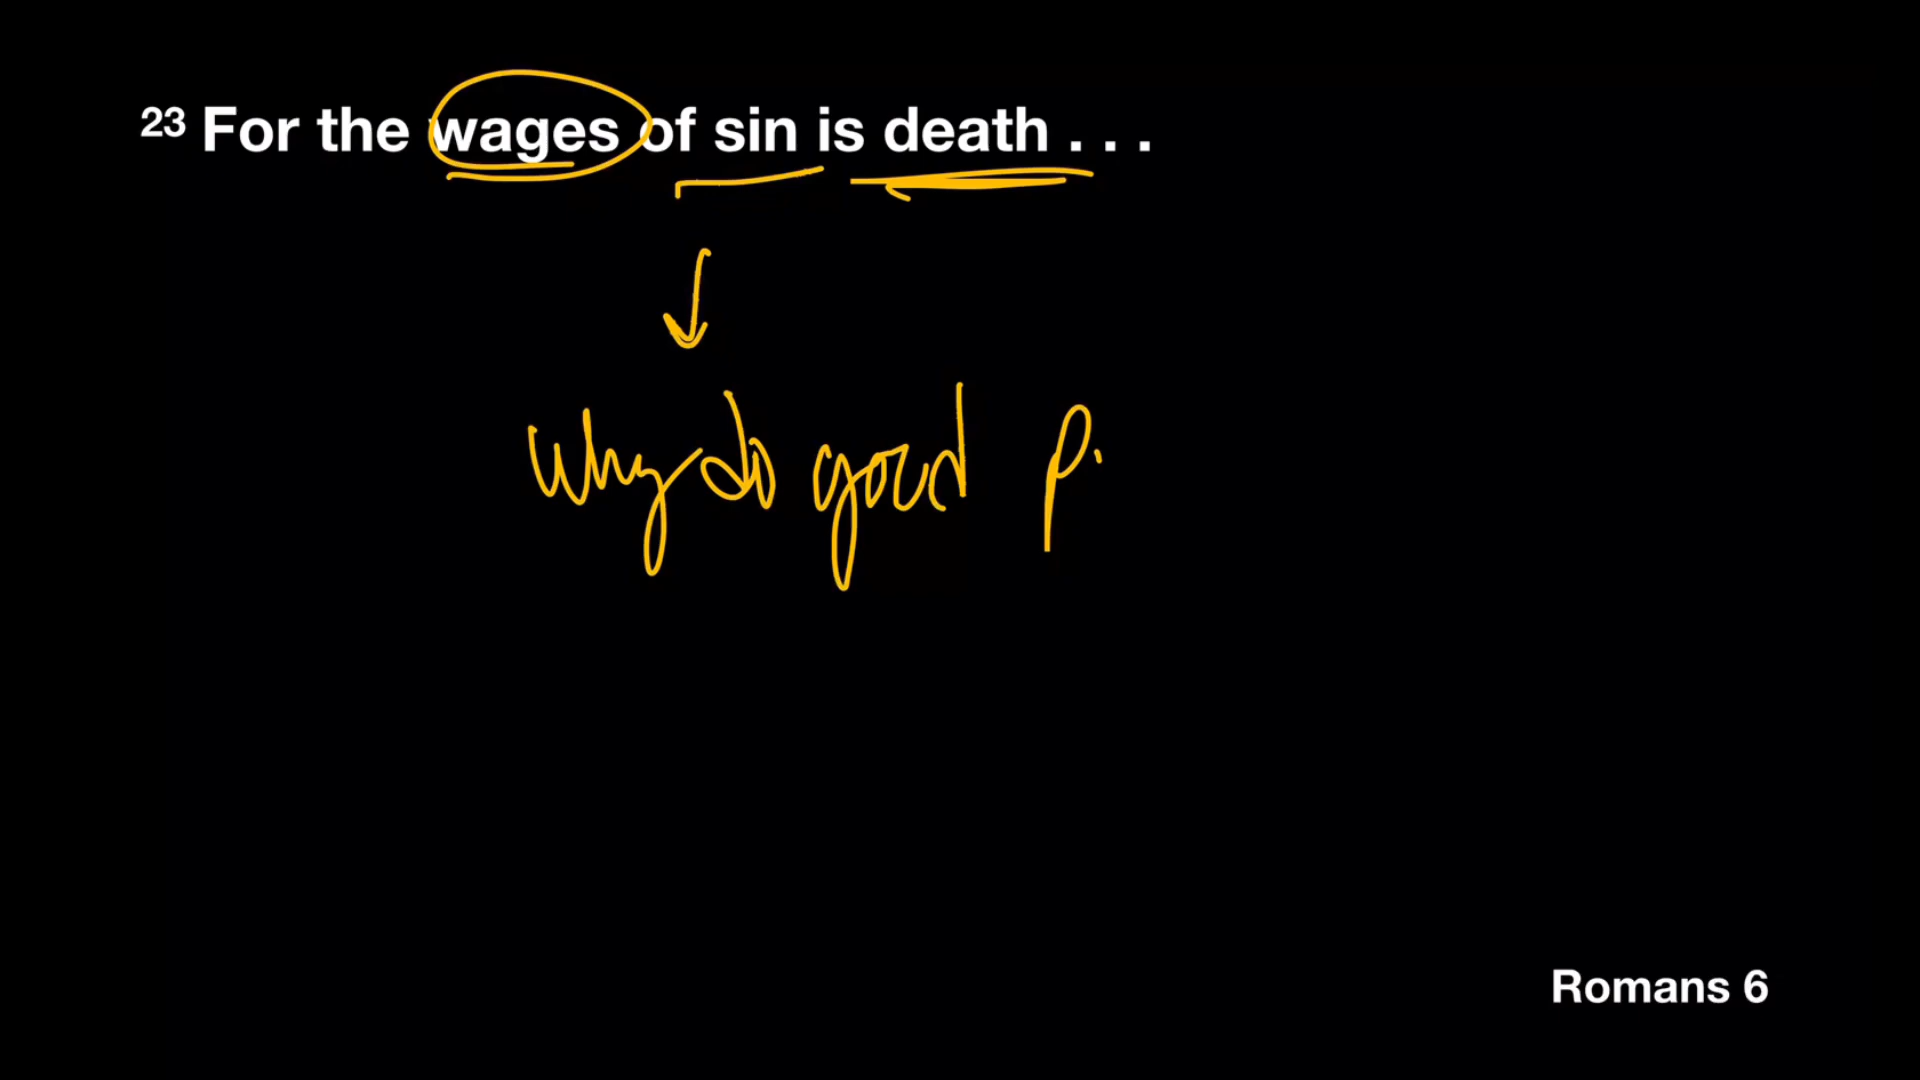 23 For the wages of sin is death . . .
Why do good p
Romans 6